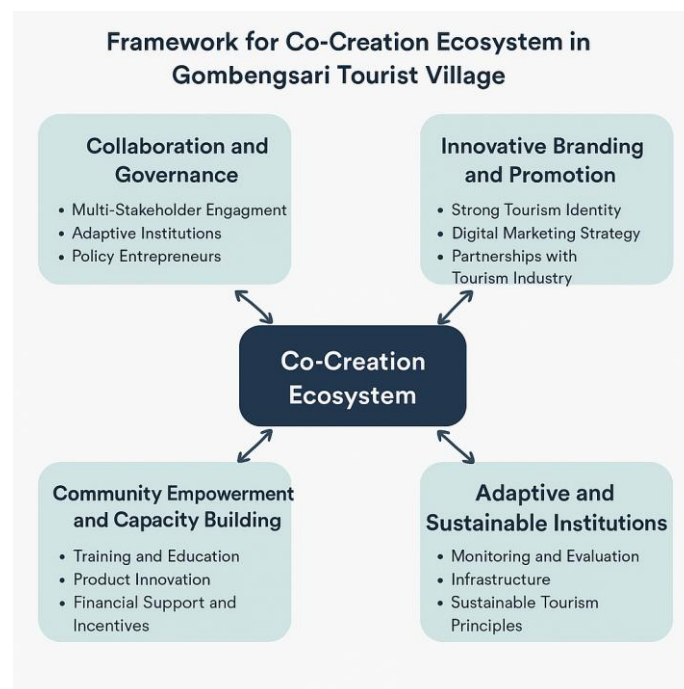 Framework for Co-Creation Ecosystem in
Gombengsari Tourist Village
Collaboration and
Governance
• Multi-Stakeholder Engagment
• Adaptive Institutions
• Policy Entrepreneurs
Innovative Branding
and Promotion
• Strong Tourism Identity
• Digital Marketing Strategy
• Partnerships with
Tourism Industry
Co-Creation
Ecosystem
Community Empowerment
and Capacity Building
• Training and Education
• Product Innovation
• Financial Support and
Incentives
Adaptive and
Sustainable Institutions
• Monitoring and Evaluation
• Infrastructure
• Sustainable Tourism
Principles